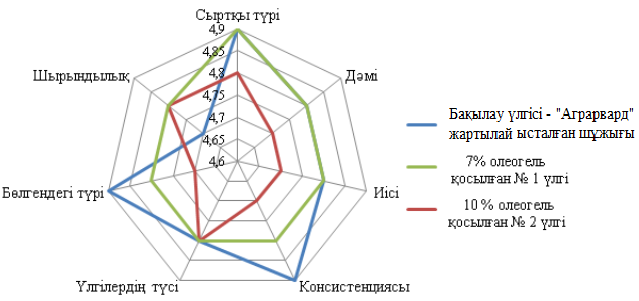 Сыртқы түрі
4,9
4,85
4,8
4,75
4,7
4,65
4,6
Дәмі
Иісі
Консистенциясы
Үлгілердің түсі
Бөлгендегі түрі
Шырындылық
Бақылау үлгісі - "Аграрвард"
жартылай ысталған шұжығы
7% олеогель
қосылған № 1 үлгі
10 % олеогель
қосылған № 2 үлгі